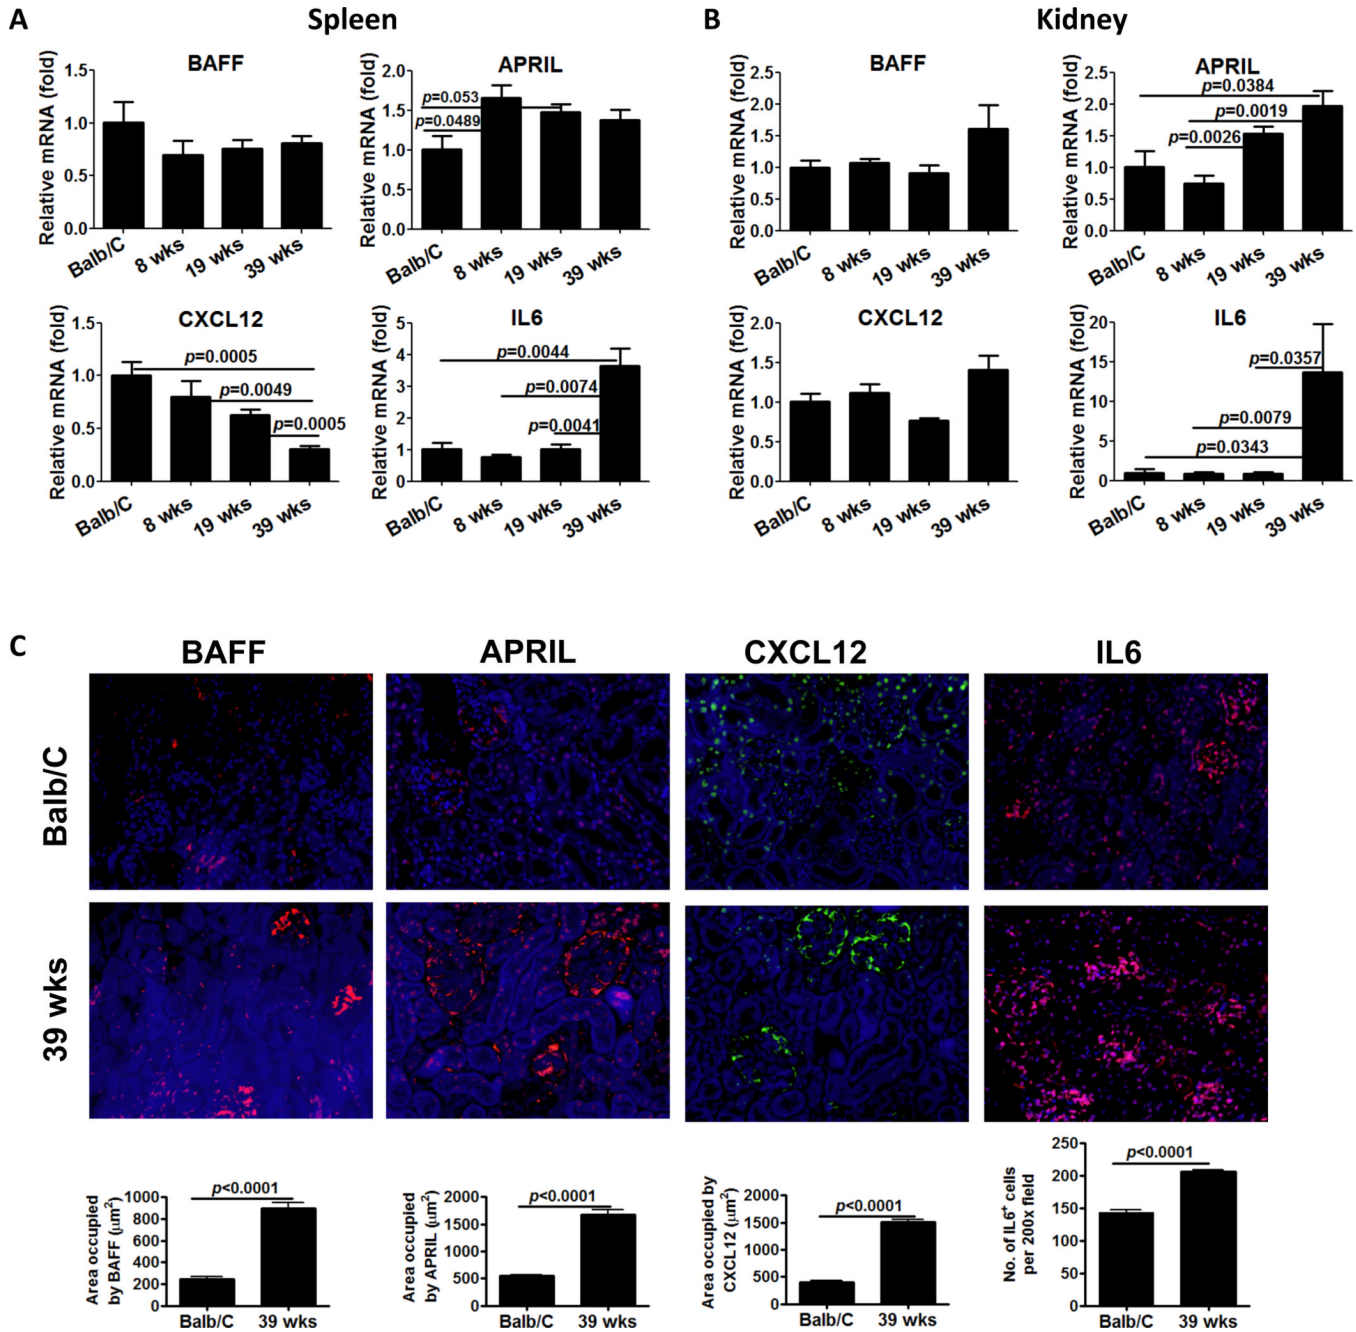 A
Spleen
B
Kidney
BAFF
Relative mRNA (fold)
1.5
1.0
0.5
0.0
Balb/C
8 wks
19 wks
39 wks
APRIL
Relative mRNA (fold)
2.0
1.5
1.0
0.5
0.0
p=0.053
p=0.0489
Balb/C
8 wks
19 wks
39 wks
BAFF
Relative mRNA (fold)
2.5
2.0
1.5
1.0
0.5
0.0
Balb/C
8 wks
19 wks
39 wks
APRIL
Relative mRNA (fold)
2.5
2.0
1.5
1.0
0.5
0.0
p=0.0384
p=0.0019
p=0.0026
Balb/C
8 wks
19 wks
39 wks
CXCL12
Relative mRNA (fold)
1.5
1.0
0.5
0.0
p=0.0005
p=0.0049
p=0.0005
Balb/C
8 wks
19 wks
39 wks
IL6
Relative mRNA (fold)
5
4
3
2
1
0
p=0.0044
p=0.0074
p=0.0041
Balb/C
8 wks
19 wks
39 wks
CXCL12
Relative mRNA (fold)
2.0
1.5
1.0
0.5
0.0
Balb/C
8 wks
19 wks
39 wks
IL6
Relative mRNA (fold)
20
15
10
5
0
p=0.0357
p=0.0079
p=0.0343
Balb/C
8 wks
19 wks
39 wks
C
BAFF
APRIL
CXCL12
IL6
Balb/C
39 wks
Area occupied
by BAFF (μm²)
1000
800
600
400
200
0
p<0.0001
Balb/C
39 wks
Area occupied
by APRIL (μm²)
2000
1500
1000
500
0
p<0.0001
Balb/C
39 wks
Area occupied by
CXCL12 (μm²)
2000
1500
1000
500
0
p<0.0001
Balb/C
39 wks
No. of IL6⁺ cells
per 200x field
250
200
150
100
50
0
p<0.0001
Balb/C
39 wks